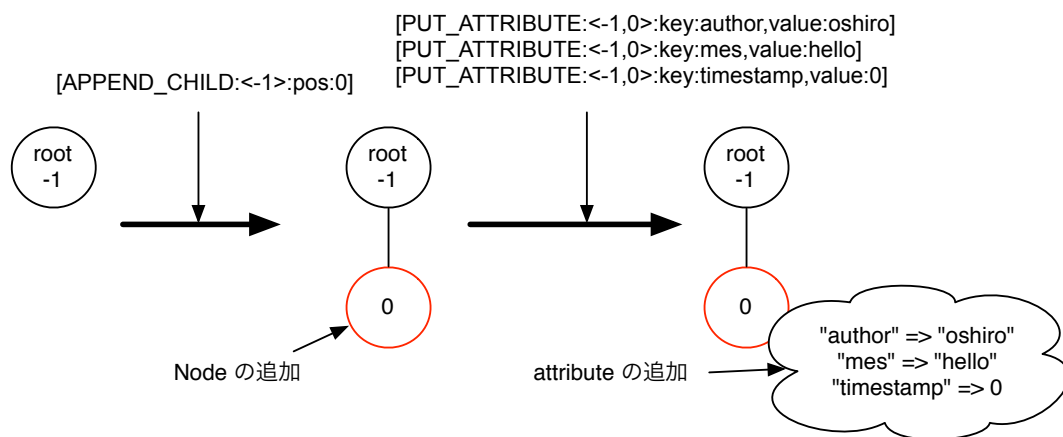 [PUT_ATTRIBUTE:<-1,0>:key:author,value:oshiro]
[PUT_ATTRIBUTE:<-1,0>:key:mes,value:hello]
[PUT_ATTRIBUTE:<-1,0>:key:timestamp,value:0]
[APPEND_CHILD:<-1>:pos:0]
root
-1
root
-1
root
-1
0
0
Node の追加
attribute の追加
"author" => "oshiro"
"mes" => "hello"
"timestamp" => 0